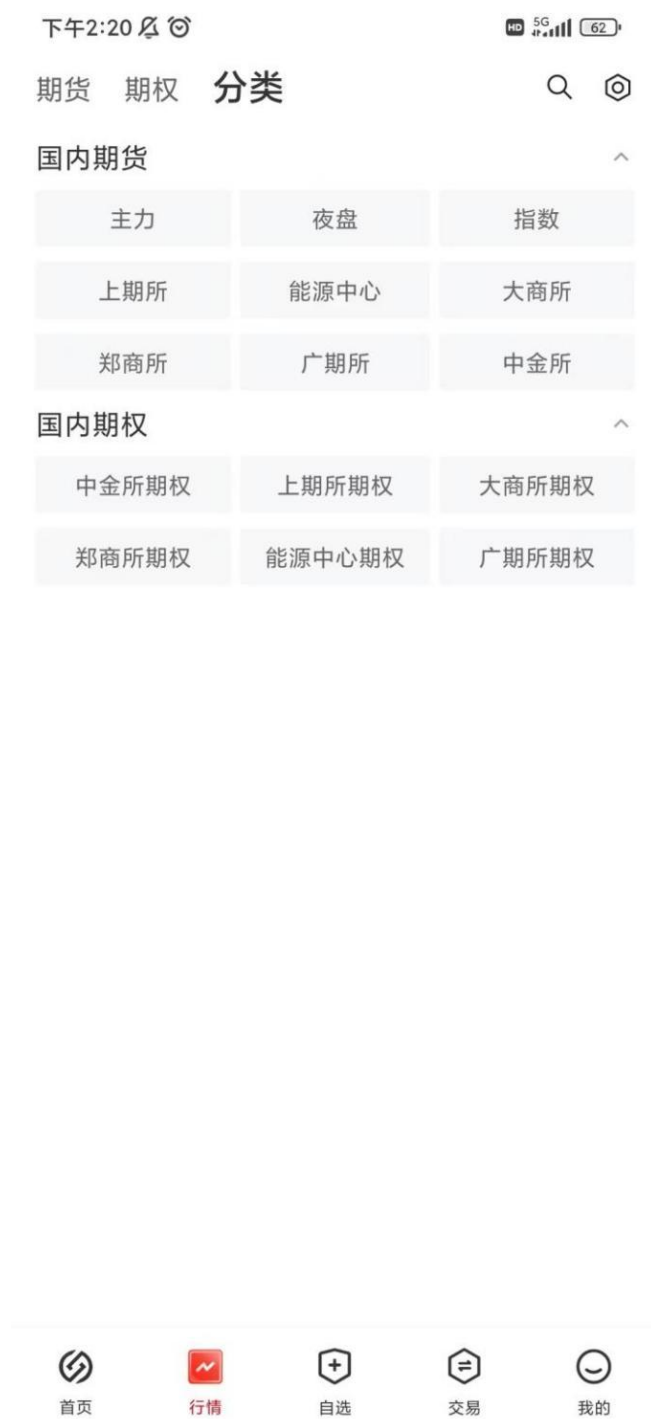 下午2:20 HD 5G 62
期货 期权 分类
国内期货
主力 夜盘 指数
上期所 能源中心 大商所
郑商所 广期所 中金所
国内期权
中金所期权 上期所期权 大商所期权
郑商所期权 能源中心期权 广期所期权
首页 行情 自选 交易 我的